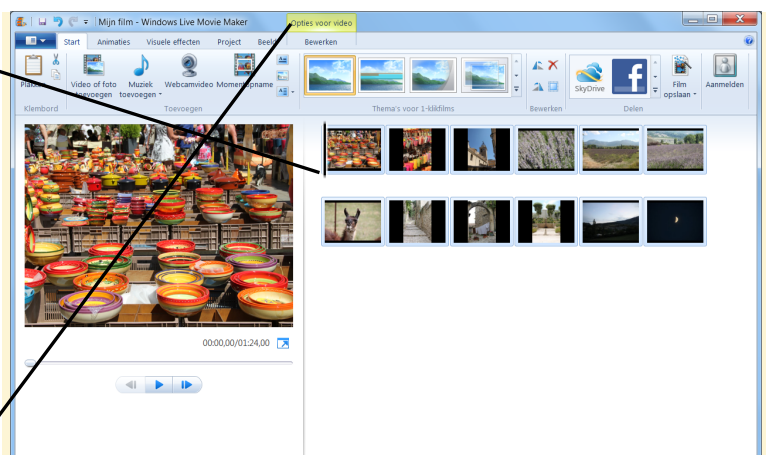 Mijn film - Windows Live Movie Maker
Opties voor video
Start Animaties Visuele effecten Project Beeld Bewerken
Video of foto toevoegen
Muziek toevoegen
Webcamvideo
Momentopname
SkyDrive
Film opslaan
Aanmelden
Klembord
Toevoegen
Thema's voor 1-klikfilms
Bewerken
Delen
00:00,00/01:24,00